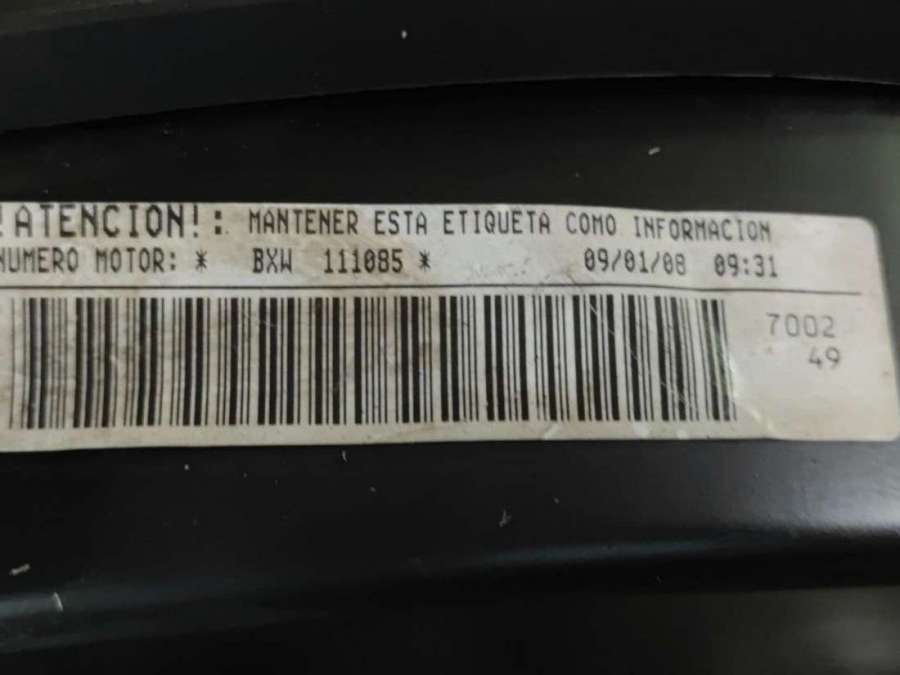 !ATENCION!: MANTENER ESTA ETIQUETA COMO INFORMACION
NUMERO MOTOR: * BXW 111085 * 09/01/08 09:31
7002
49